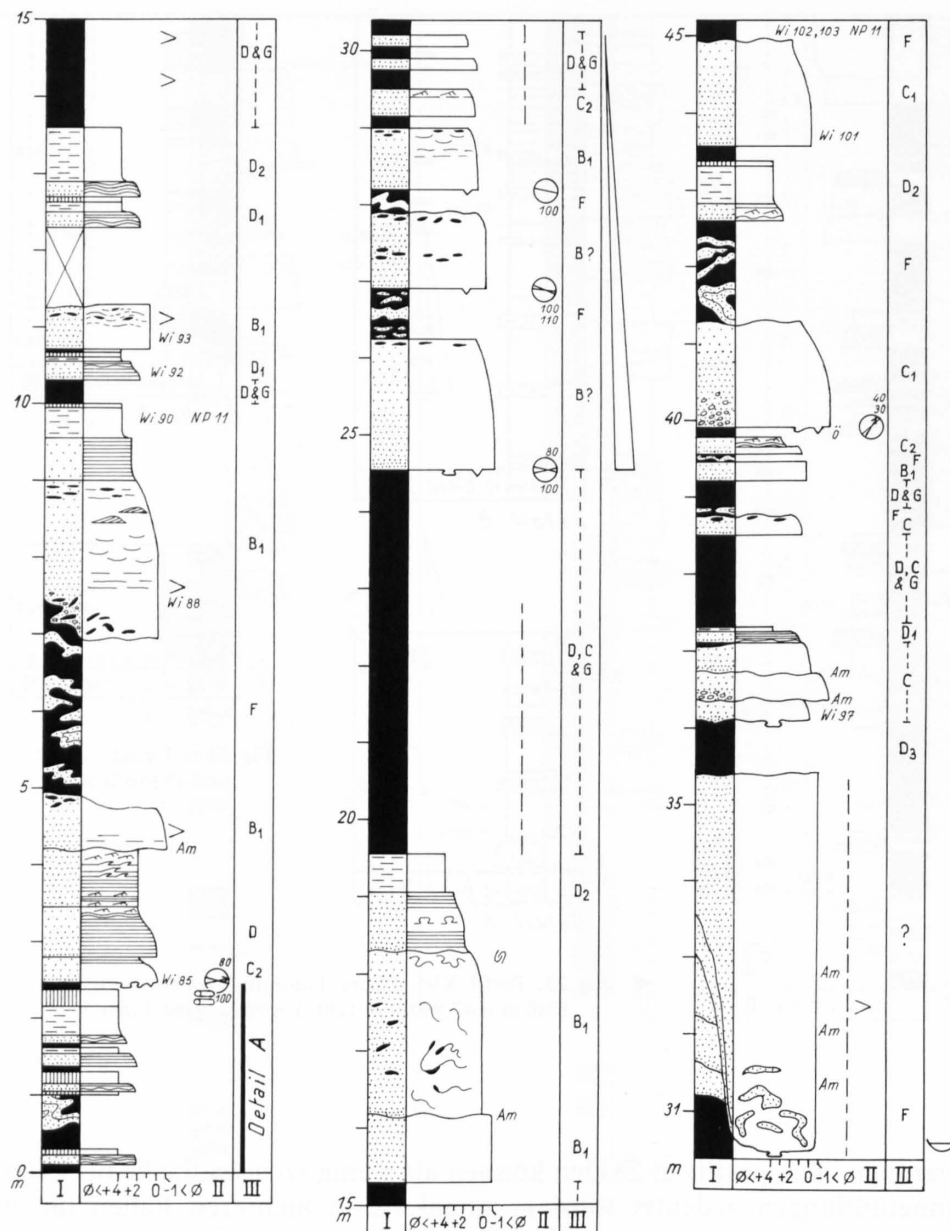 15
D&G
D₂
D₁
B₁
Wi 93
Wi 92
D₁
D&G
10
Wi 90 NP 11
B₁
Wi 88
F
5
B₁
Am
D
80
Wi 85
100
C₂
Detail A
0
m
I Ø<+4+2 0-1<Ø II III
30
D&G
C₂
B₁
100
F
B?
100
110
F
B?
25
80
100
D, C
& G
20
D₂
B₁
Am
B₁
15
m
I Ø<+4+2 0-1<Ø II III
45
Wi 102,103 NP 11
F
C₁
Wi 101
D₂
F
C₁
40
40
30
Ö
C₂
F
B₁
D&G
F
C
D, C
& G
D₁
Am
C
Am
Wi 97
D₃
35
?
Am
Am
Am
31
F
m
I Ø<+4+2 0-1<Ø II III